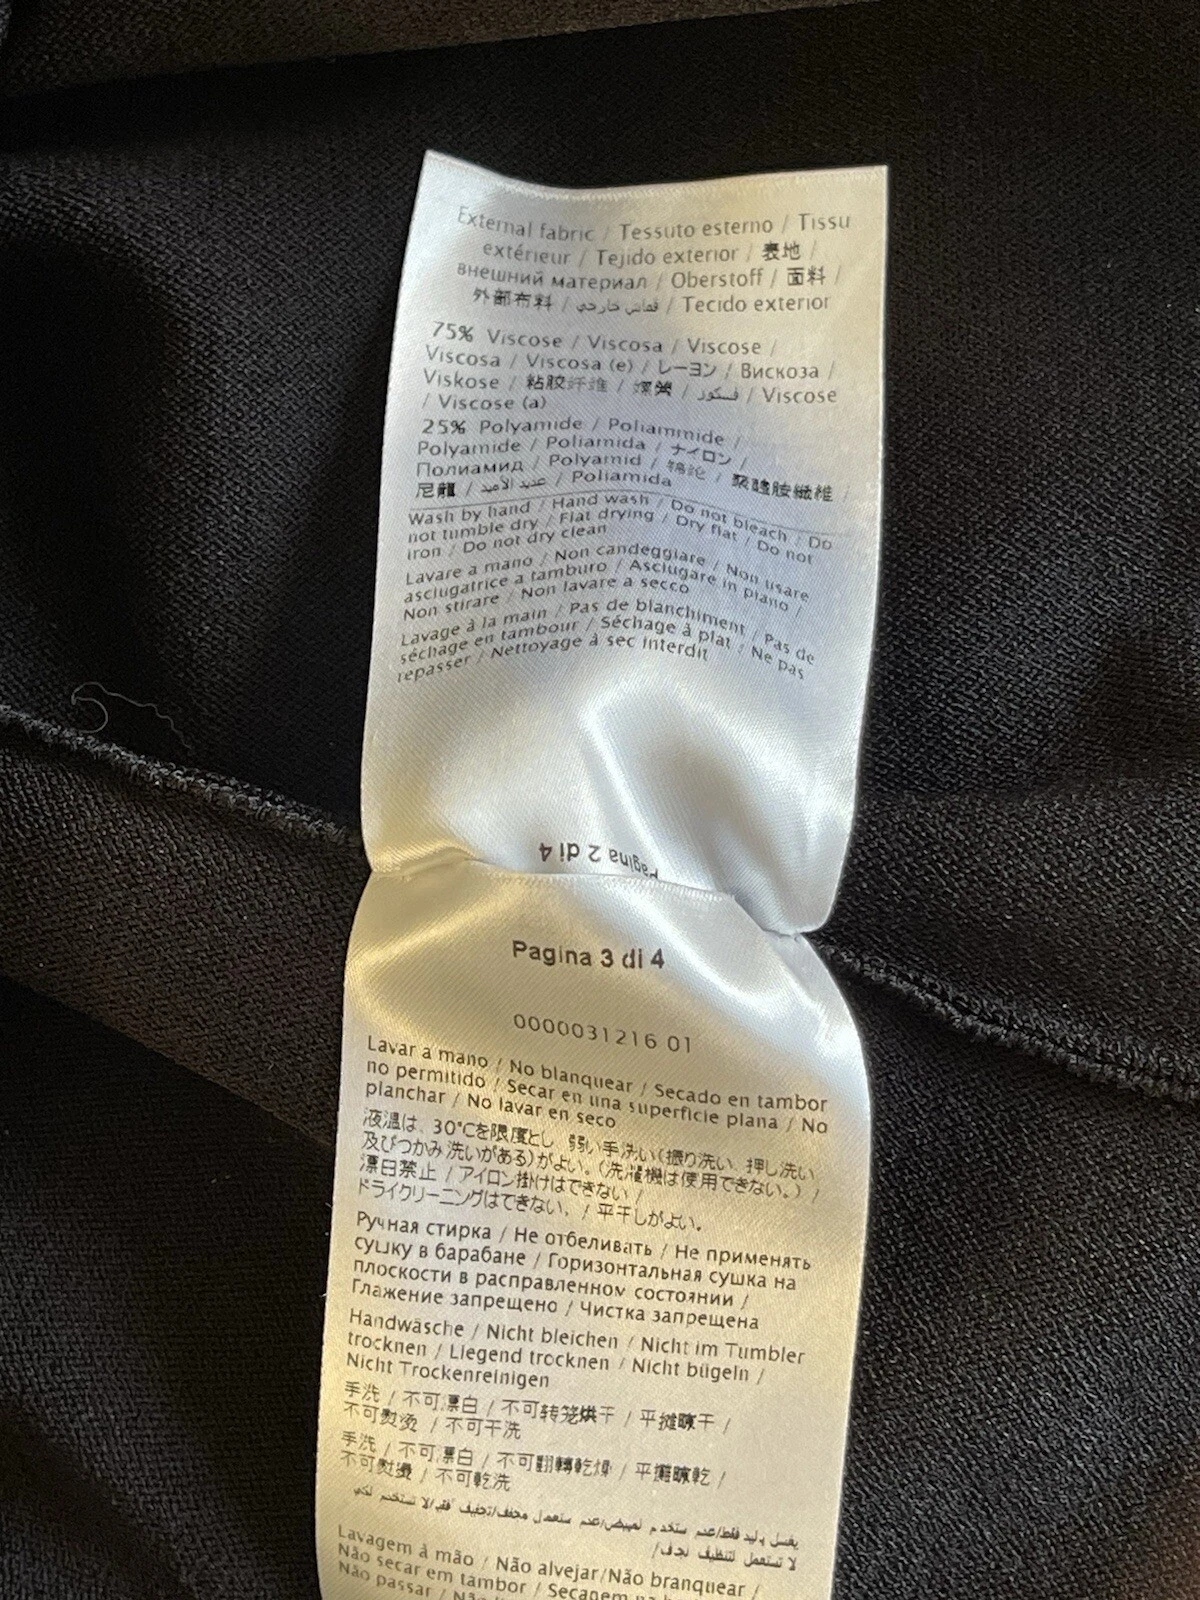 External fabric / Tessuto esterno / Tissu
extérieur / Tejido exterior / 表地 /
внешний материал / Oberstoff / 面料 /
外部布料 / قماش خارجي / Tecido exterior
75% Viscose / Viscosa / Viscose /
Viscosa / Viscosa (e) / レーヨン / Вискоза /
Viskose / 粘胶纤维 / / فسكوز / Viscose
/ Viscose (a)
25% Polyamide / Poliammide /
Polyamide / Poliamida / ナイロン /
Полиамид / Polyamid / 锦纶 / 聚醯胺纖維 /
尼龍 / عديد الأميد / Poliamida
Wash by hand / Hand wash / Do not bleach / Do
not tumble dry / Flat drying / Dry flat / Do not
iron / Do not dry clean
Lavare a mano / Non candeggiare / Non usare
asciugatrice a tamburo / Asciugare in piano /
Non stirare / Non lavare a secco
Lavage à la main / Pas de blanchiment / Pas de
séchage en tambour / Séchage à plat / Ne pas
repasser / Nettoyage à sec interdit
Pagina 2 di 4
Pagina 3 di 4
0000031216 01
Lavar a mano / No blanquear / Secado en tambor
no permitido / Secar en una superficie plana / No
planchar / No lavar en seco
液温は、30°Cを限度とし、弱い手洗い(振り洗い、押し洗い
及びつかみ洗いがある)がよい。(洗濯機は使用できない。) /
漂白禁止 / アイロン掛けはできない /
ドライクリーニングはできない。 / 平干しがよい。
Ручная стирка / Не отбеливать / Не применять
сушку в барабане / Горизонтальная сушка на
плоскости в расправленном состоянии /
Глажение запрещено / Чистка запрещена
Handwäsche / Nicht bleichen / Nicht im Tumbler
trocknen / Liegend trocknen / Nicht bügeln /
Nicht Trockenreinigen
手洗 / 不可漂白 / 不可转笼烘干 / 平摊晾干 /
不可熨烫 / 不可干洗
手洗 / 不可漂白 / 不可翻轉乾燥 / 平攤晾乾 /
不可熨燙 / 不可乾洗
Lavagem à mão / Não alvejar/Não branquear /
Não secar em tambor / Secagem na
Não passar /